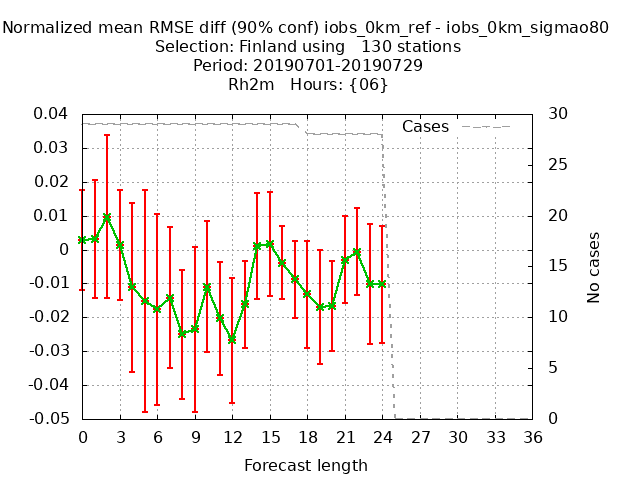 Normalized mean RMSE diff (90% conf) iobs_0km_ref - iobs_0km_sigmao80
Selection: Finland using   130 stations
Period: 20190701-20190729
Rh2m   Hours: {06}
0.04
0.03
0.02
0.01
0
-0.01
-0.02
-0.03
-0.04
-0.05
Cases
30
25
20
15
10
5
0
No cases
0 3 6 9 12 15 18 21 24 27 30 33 36
Forecast length